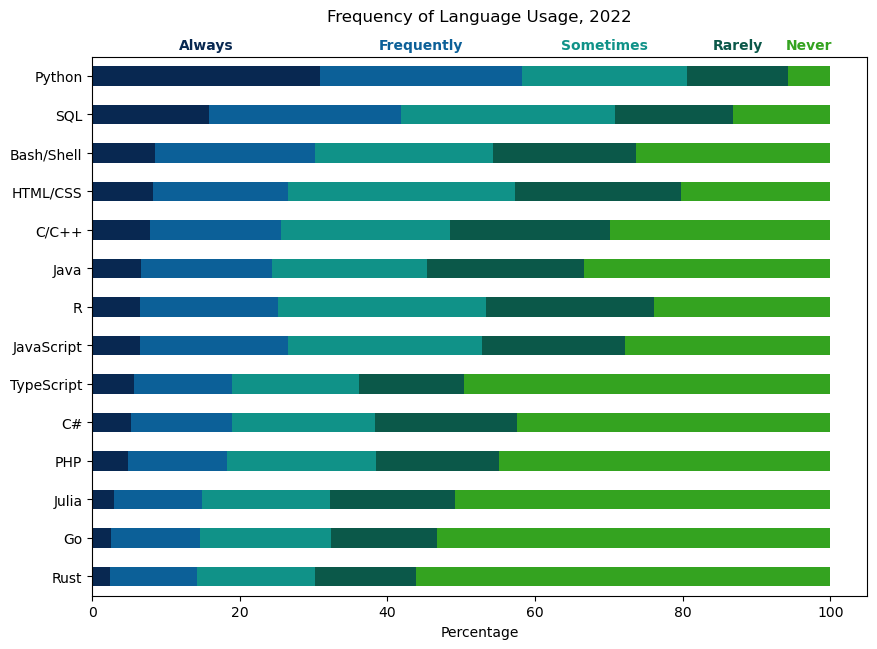 Frequency of Language Usage, 2022
Always Frequently Sometimes Rarely Never
Python
SQL
Bash/Shell
HTML/CSS
C/C++
Java
R
JavaScript
TypeScript
C#
PHP
Julia
Go
Rust
0 20 40 60 80 100
Percentage